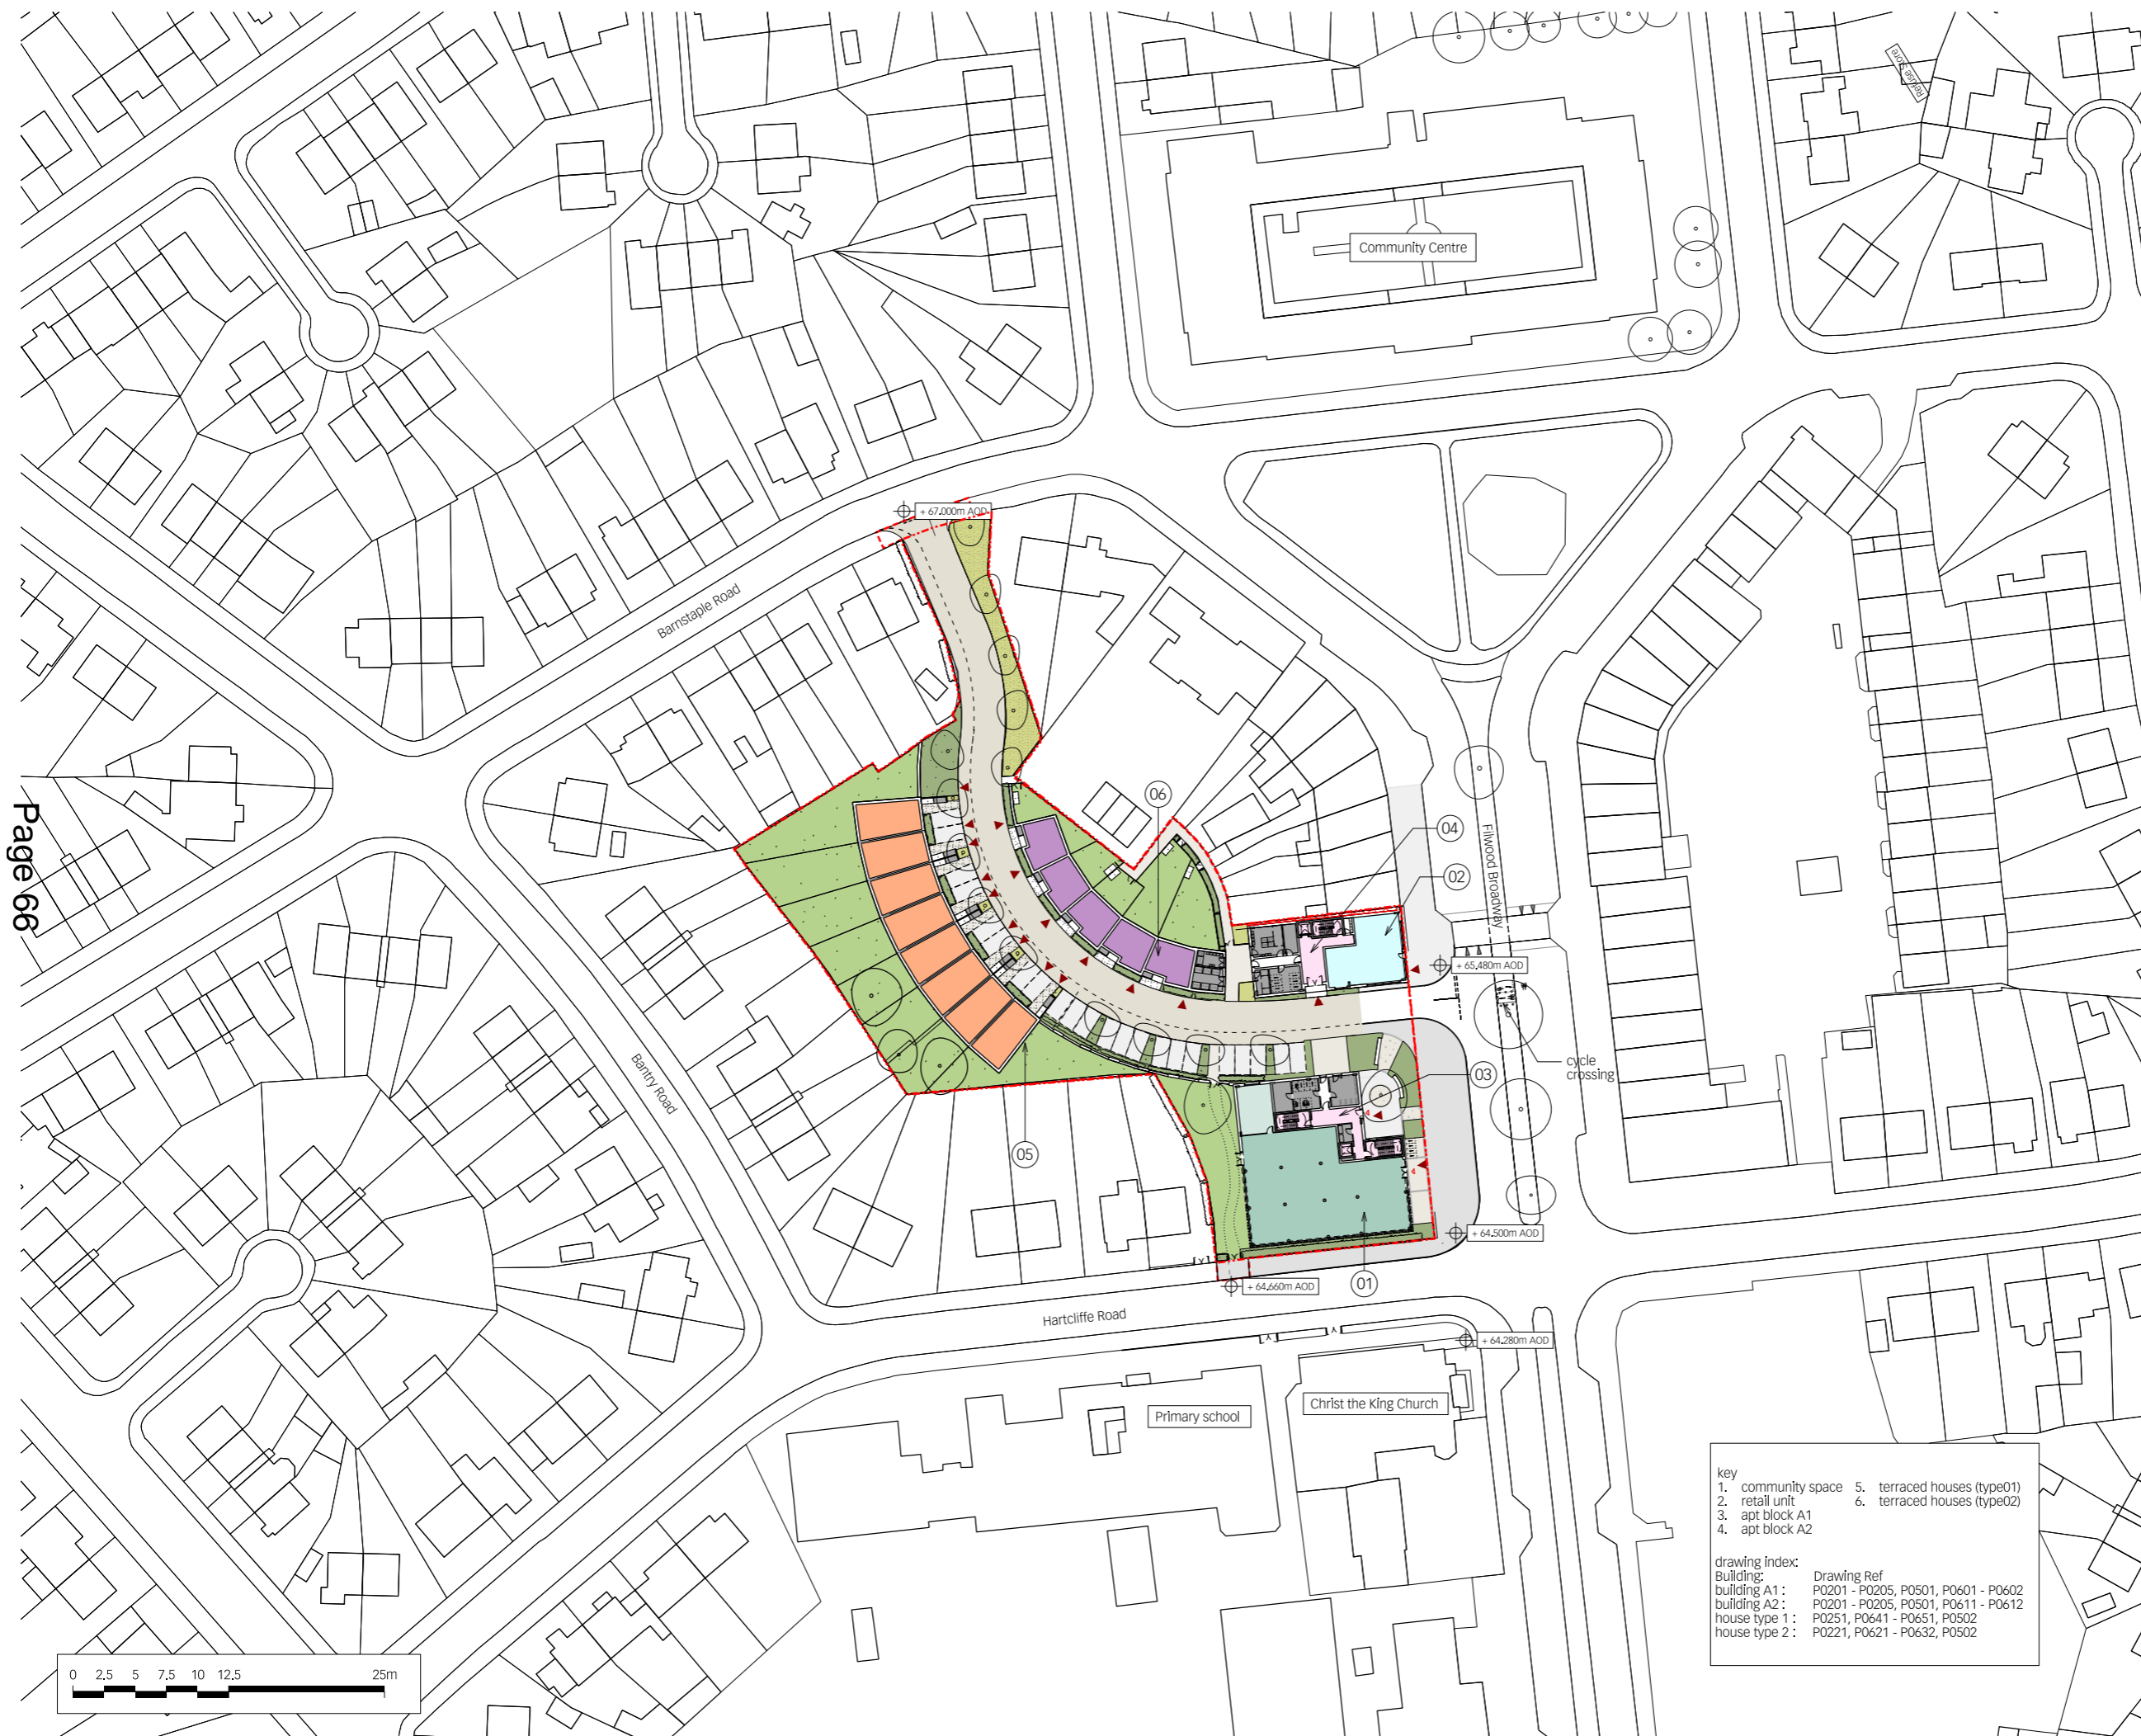 Refuse Store
Community Centre
+ 67.000m AOD
Barnstaple Road
06
04
Filwood Broadway
02
Page 66
+ 65.480m AOD
cycle
crossing
03
Bantry Road
05
+ 64.500m AOD
+ 64.660m AOD
01
Hartcliffe Road
+ 64.280m AOD
Primary school
Christ the King Church
key
1. community space 5. terraced houses (type01)
2. retail unit 6. terraced houses (type02)
3. apt block A1
4. apt block A2
drawing index:
Building: Drawing Ref
building A1 : P0201 - P0205, P0501, P0601 - P0602
building A2 : P0201 - P0205, P0501, P0611 - P0612
house type 1 : P0251, P0641 - P0651, P0502
house type 2 : P0221, P0621 - P0632, P0502
0 2.5 5 7.5 10 12.5 25m